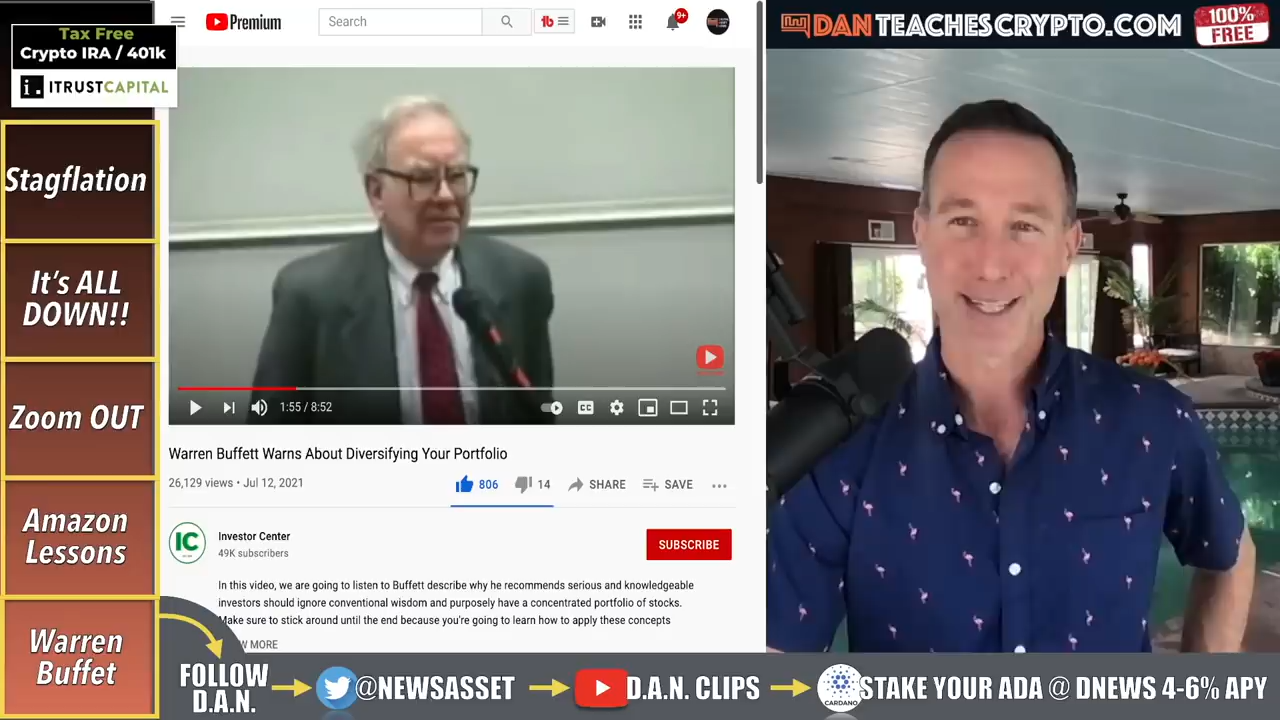 Tax Free
Crypto IRA / 401k
i. ITRUSTCAPITAL
Stagflation
It's ALL
DOWN!!
Zoom OUT
Amazon
Lessons
Warren
Buffet
Premium
Search
tb
9+
1:55 / 8:52
CC
Warren Buffett Warns About Diversifying Your Portfolio
26,129 views • Jul 12, 2021
806
14
SHARE
SAVE
IC
Investor Center
49K subscribers
SUBSCRIBE
In this video, we are going to listen to Buffett describe why he recommends serious and knowledgeable
investors should ignore conventional wisdom and purposely have a concentrated portfolio of stocks.
Make sure to stick around until the end because you're going to learn how to apply these concepts
MORE
DANTEACHESCRYPTO.COM
100%
FREE
FOLLOW
D.A.N.
@NEWSASSET
D.A.N. CLIPS
CARDANO
STAKE YOUR ADA @ DNEWS 4-6% APY